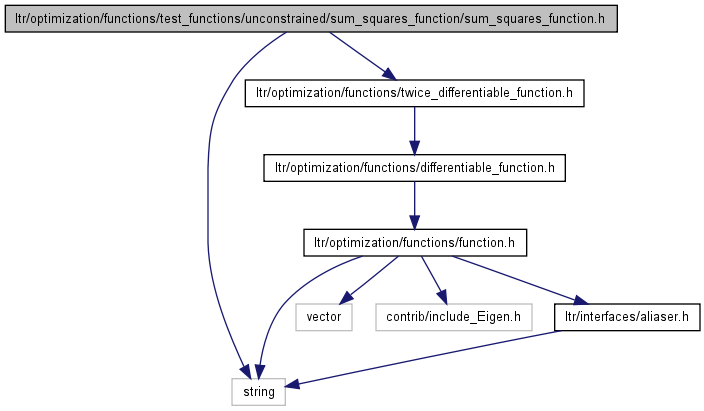 ltr/optimization/functions/test_functions/unconstrained/sum_squares_function/sum_squares_function.h
ltr/optimization/functions/twice_differentiable_function.h
ltr/optimization/functions/differentiable_function.h
ltr/optimization/functions/function.h
vector
contrib/include_Eigen.h
ltr/interfaces/aliaser.h
string